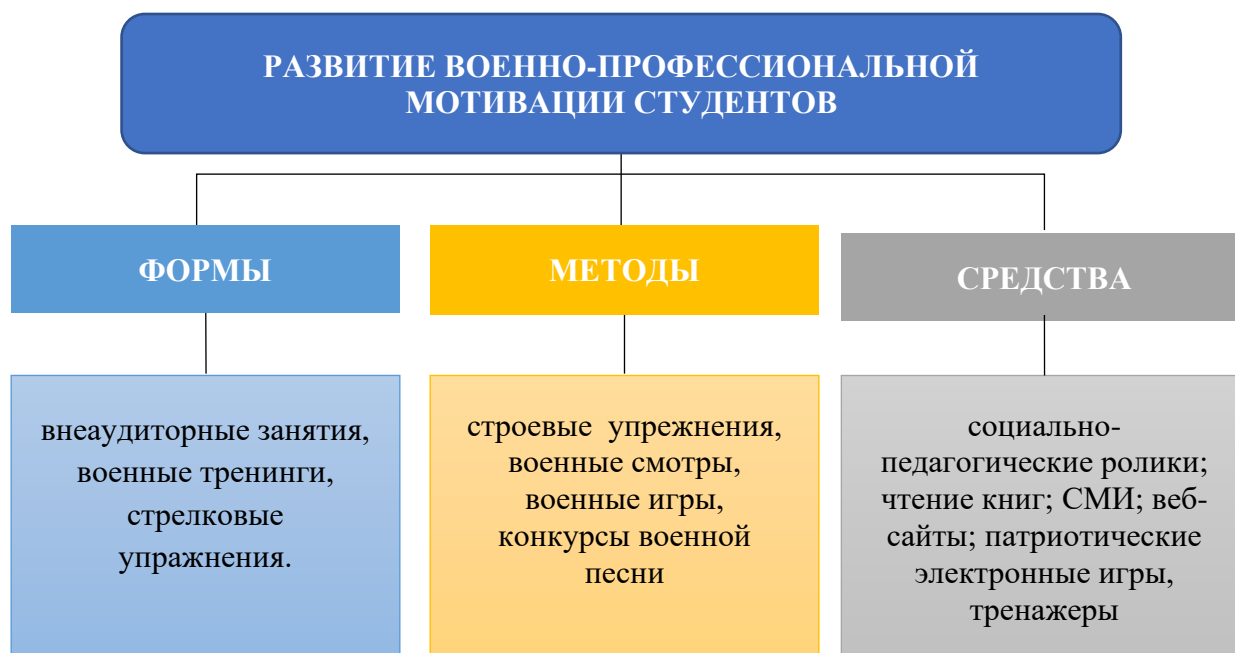 РАЗВИТИЕ ВОЕННО-ПРОФЕССИОНАЛЬНОЙ
МОТИВАЦИИ СТУДЕНТОВ
ФОРМЫ
МЕТОДЫ
СРЕДСТВА
внеаудиторные занятия,
военные тренинги,
стрелковые
упражнения.
строевые упрежнения,
военные смотры,
военные игры,
конкурсы военной
песни
социально-
педагогические ролики;
чтение книг; СМИ; веб-
сайты; патриотические
электронные игры,
тренажеры